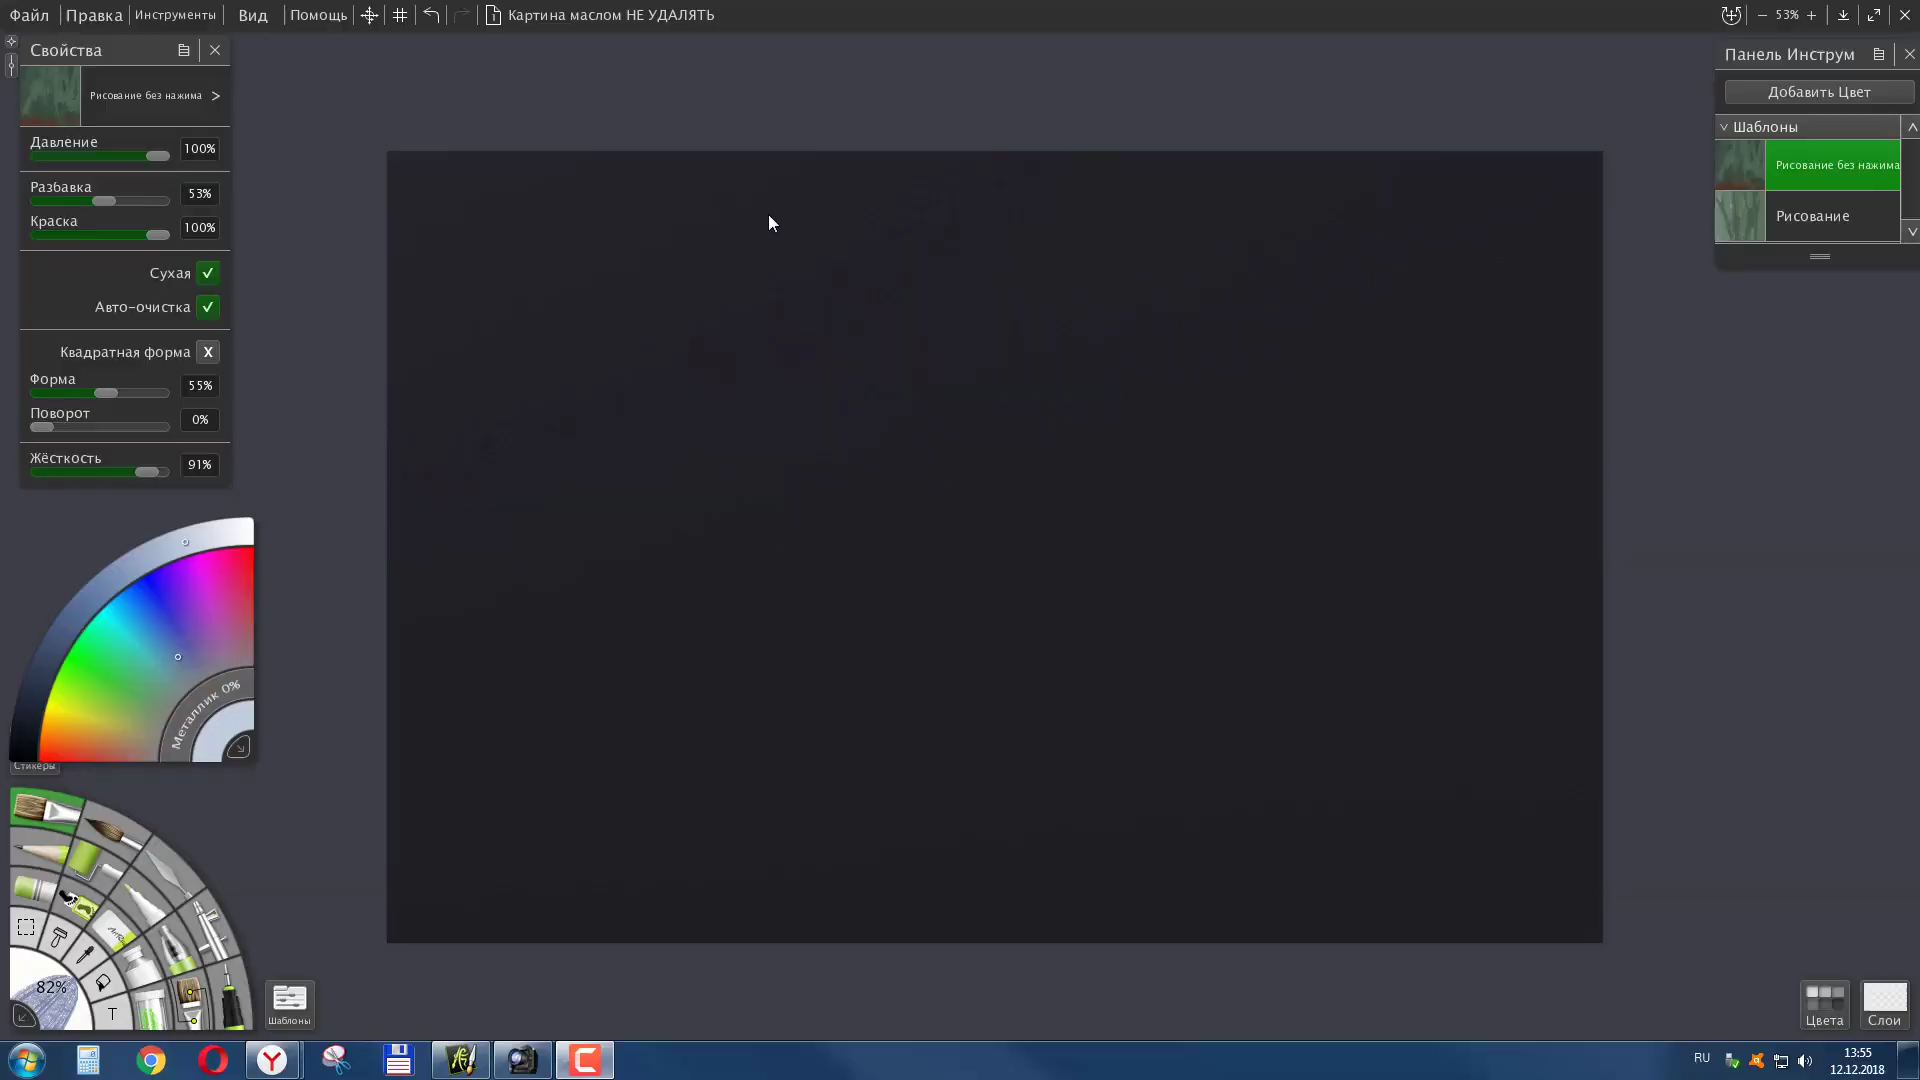 Файл Правка Инструменты Вид Помощь Картина маслом НЕ УДАЛЯТЬ 53%
Свойства
Рисование без нажима
Давление 100%
Разбавка 53%
Краска 100%
Сухая
Авто-очистка
Квадратная форма X
Форма 55%
Поворот 0%
Жёсткость 91%
Металлик 0%
Стикеры
82%
T
Шаблоны
Панель Инструм
Добавить Цвет
Шаблоны
Рисование без нажима
Рисование
Цвета
Слои
RU
13:55
12.12.2018